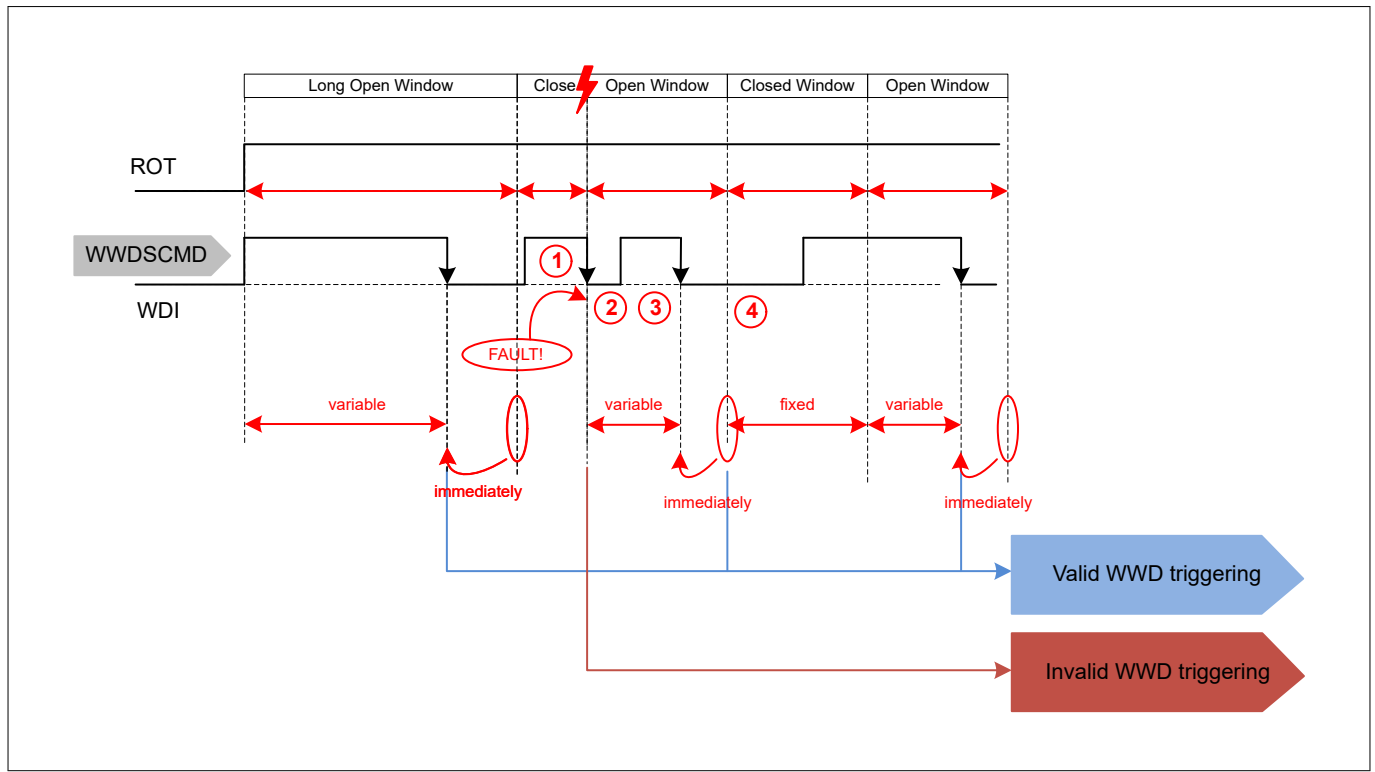 Long Open Window
Close
Open Window
Closed Window
Open Window
ROT
WWDSCMD
WDI
1
2
3
4
FAULT!
variable
variable
fixed
variable
immediately
immediately
immediately
Valid WWD triggering
Invalid WWD triggering